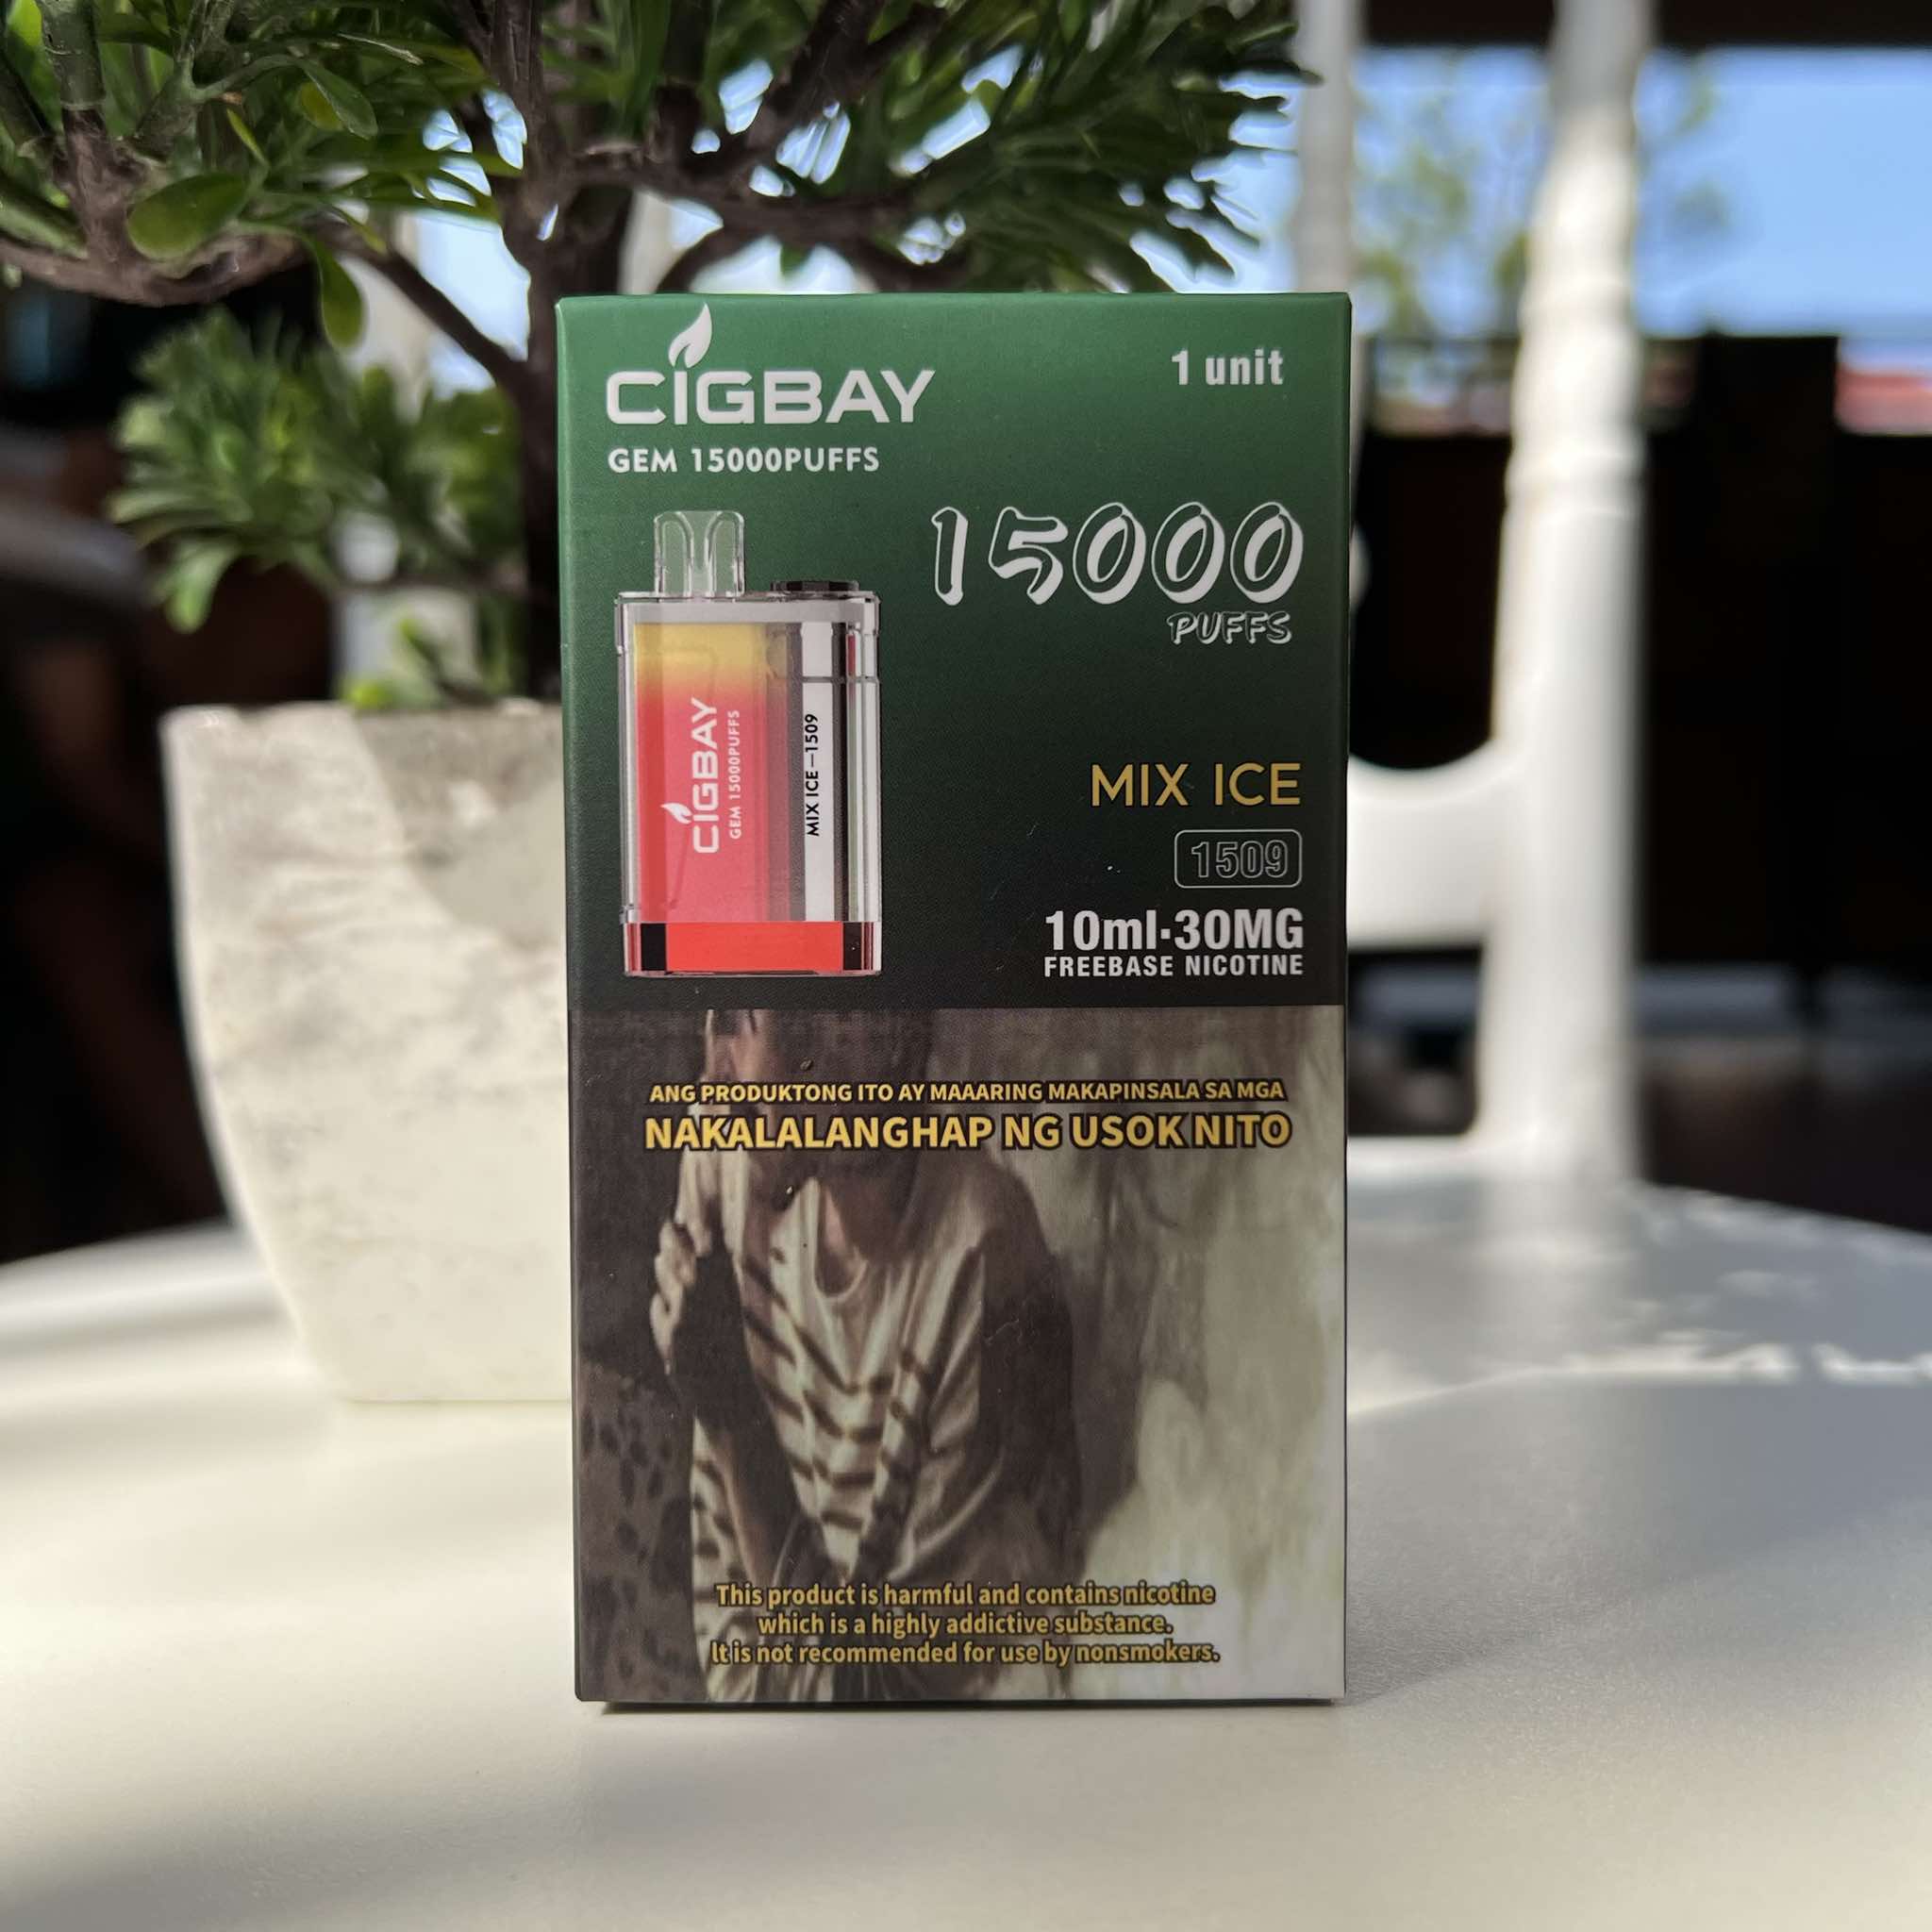 CIGBAY
1 unit
GEM 15000PUFFS
15000
PUFFS
CIGBAY
GEM 15000PUFFS
MIX ICE-1509
MIX ICE
1509
10ml·30MG
FREEBASE NICOTINE
ANG PRODUKTONG ITO AY MAAARING MAKAPINSALA SA MGA
NAKALALANGHAP NG USOK NITO
This product is harmful and contains nicotine
which is a highly addictive substance.
It is not recommended for use by nonsmokers.